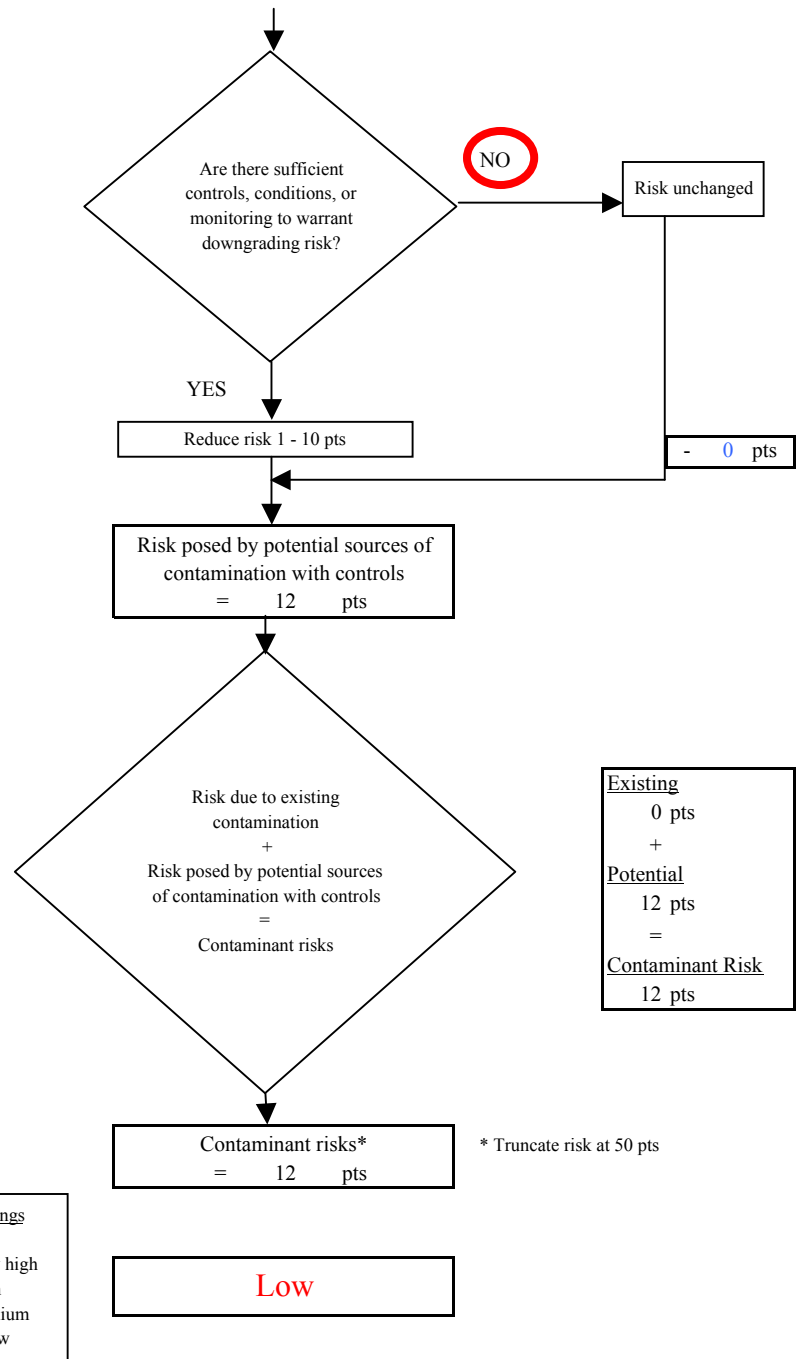 Are there sufficient
controls, conditions, or
monitoring to warrant
downgrading risk?
NO
Risk unchanged
YES
Reduce risk 1 - 10 pts
- 0 pts
Risk posed by potential sources of
contamination with controls
= 12 pts
Risk due to existing
contamination
+
Risk posed by potential sources
of contamination with controls
=
Contaminant risks
Existing
0 pts
+
Potential
12 pts
=
Contaminant Risk
12 pts
Contaminant risks*
= 12 pts
* Truncate risk at 50 pts
high
Low